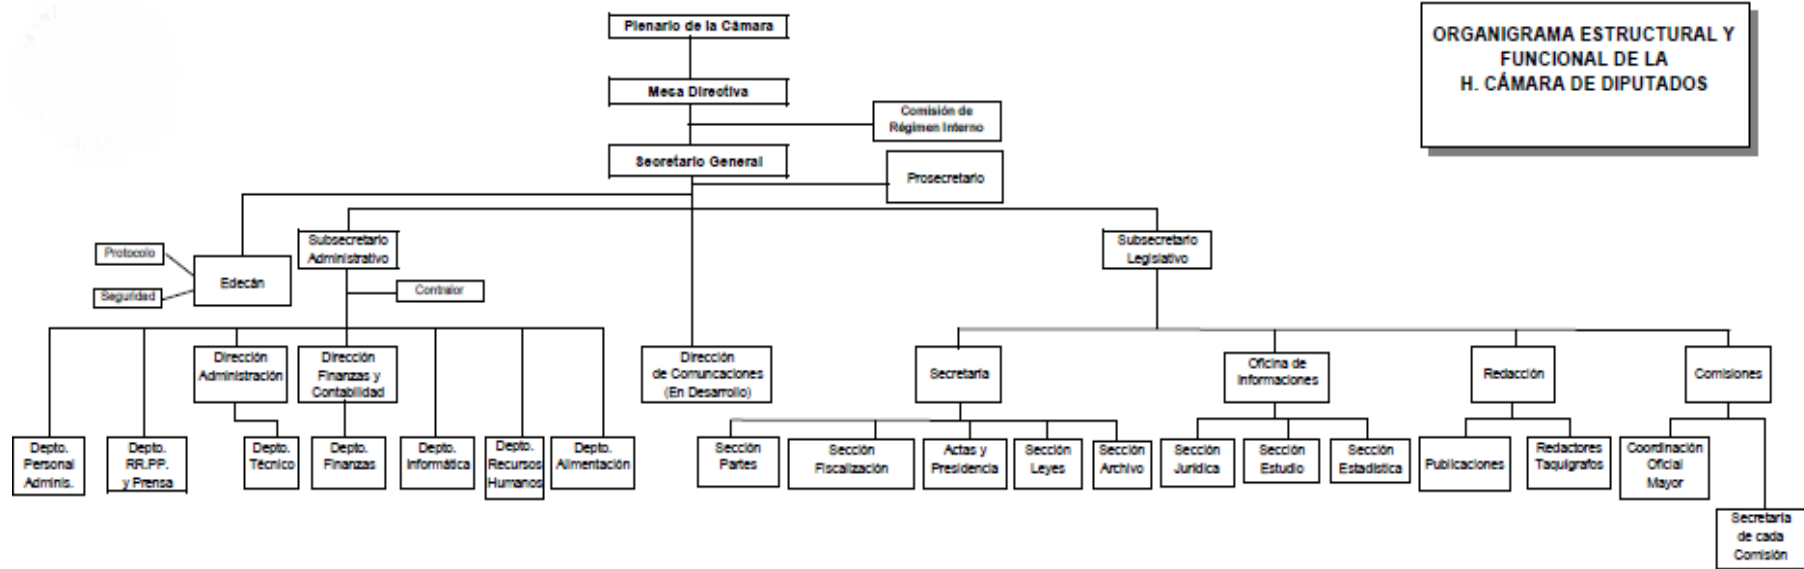 Plenario de la Cámara
ORGANIGRAMA ESTRUCTURAL Y
FUNCIONAL DE LA
H. CÁMARA DE DIPUTADOS
Mesa Directiva
Comisión de
Régimen Interno
Secretario General
Prosecretario
Subsecretario
Administrativo
Subsecretario
Legislativo
Protocolo
Edecán
Seguridad
Contralor
Dirección
Administración
Dirección
Finanzas y
Contabilidad
Dirección
de Comuncaciones
(En Desarrollo)
Secretaria
Oficina de
Informaciones
Redacción
Comisiones
Depto.
Personal
Adminis.
Depto.
RR.PP.
y Prensa
Depto.
Técnico
Depto.
Finanzas
Depto.
Informática
Depto.
Recursos
Humanos
Depto.
Alimentación
Sección
Partes
Sección
Fiscalización
Actas y
Presidencia
Sección
Leyes
Sección
Archivo
Sección
Jurídica
Sección
Estudio
Sección
Estadística
Publicaciones
Redactores
Taquígrafos
Coordinación
Oficial
Mayor
Secretaria
de cada
Comisión